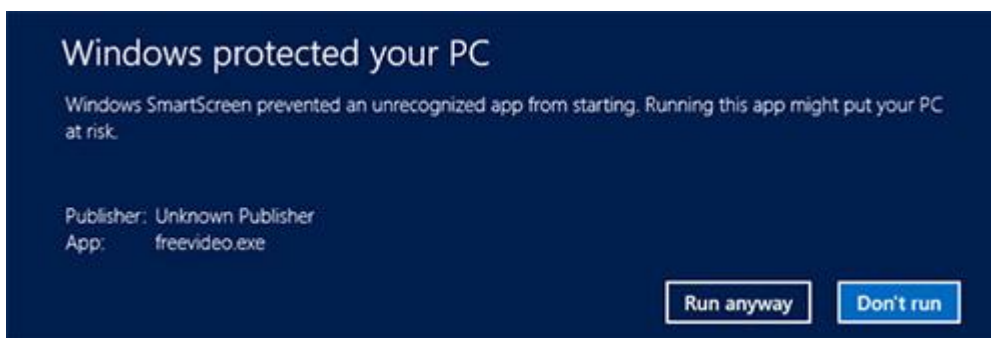 Windows protected your PC
Windows SmartScreen prevented an unrecognized app from starting. Running this app might put your PC
at risk.
Publisher: Unknown Publisher
App: freevideo.exe
Run anyway Don't run